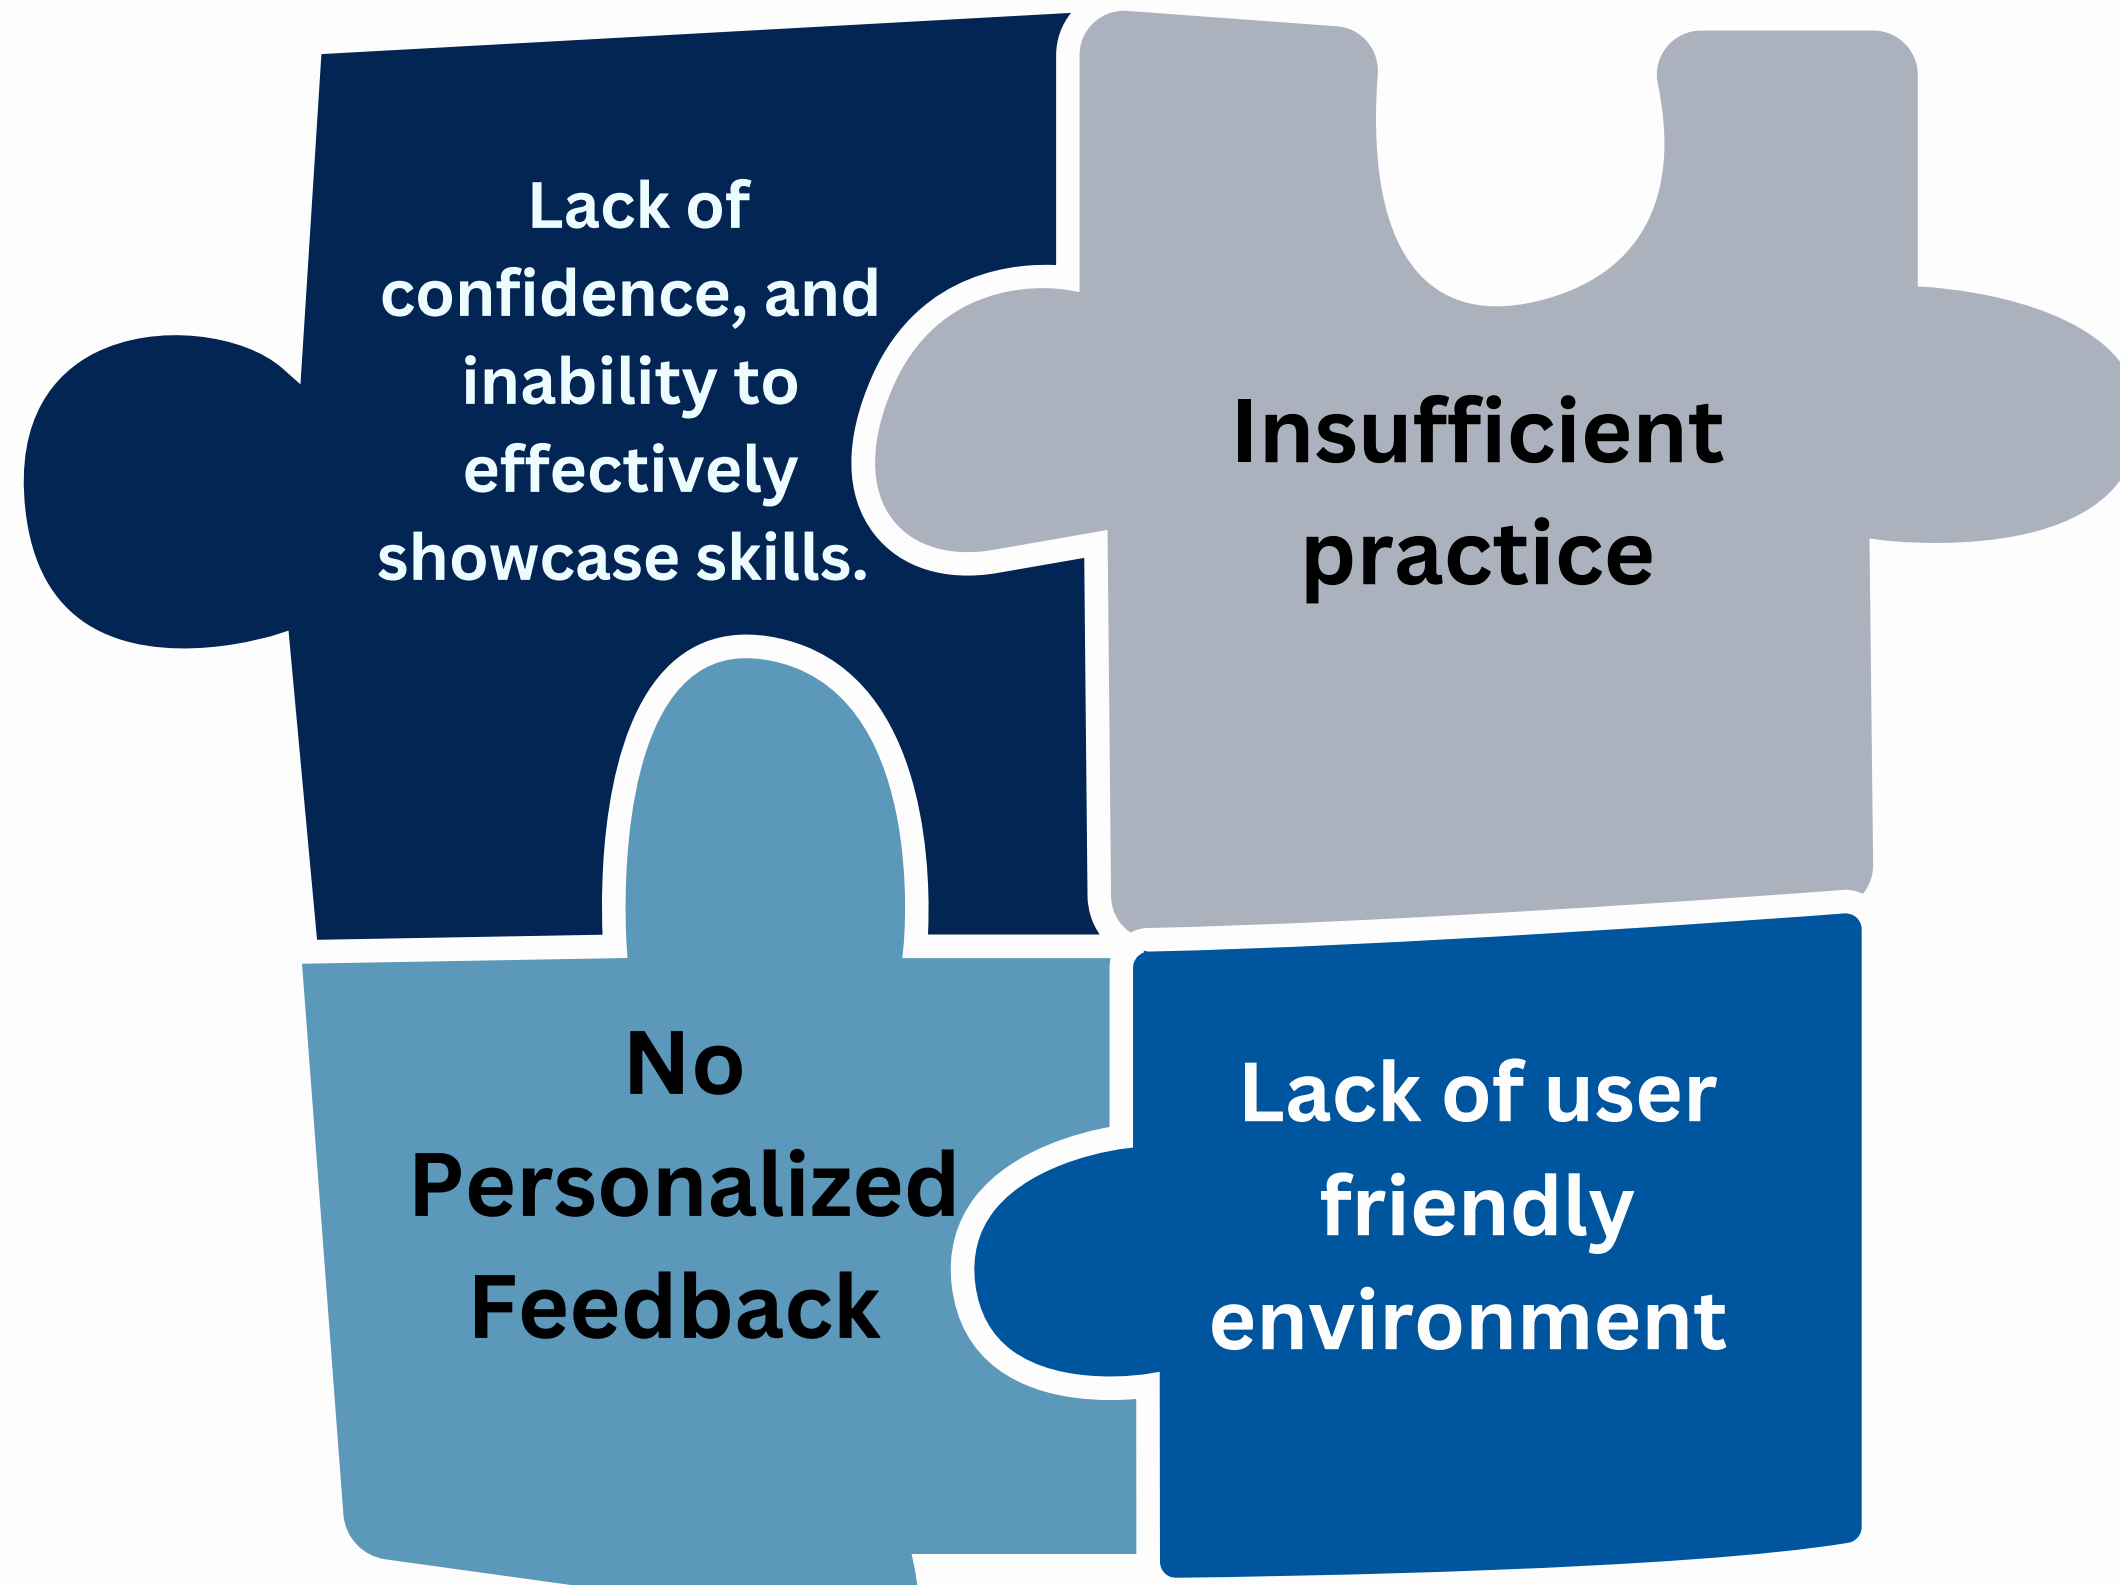 Lack of
confidence, and
inability to
effectively
showcase skills.
Insufficient
practice
No
Personalized
Feedback
Lack of user
friendly
environment